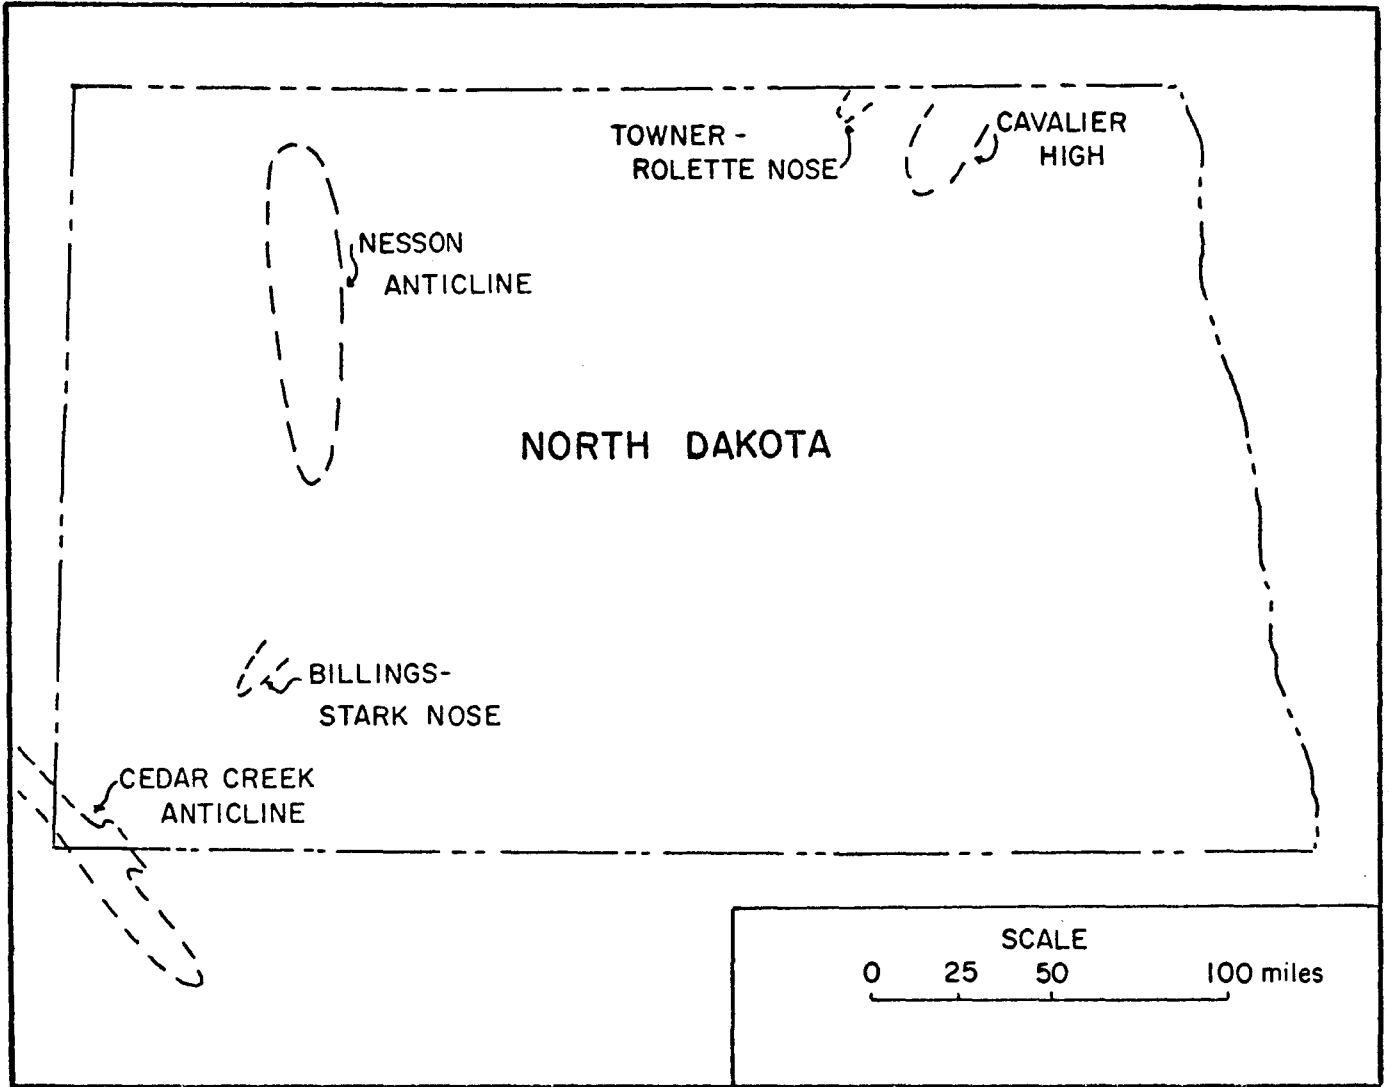 TOWNER -
ROLETTE NOSE
CAVALIER
HIGH
NESSON
ANTICLINE
NORTH DAKOTA
BILLINGS-
STARK NOSE
CEDAR CREEK
ANTICLINE
SCALE
0 25 50 100 miles